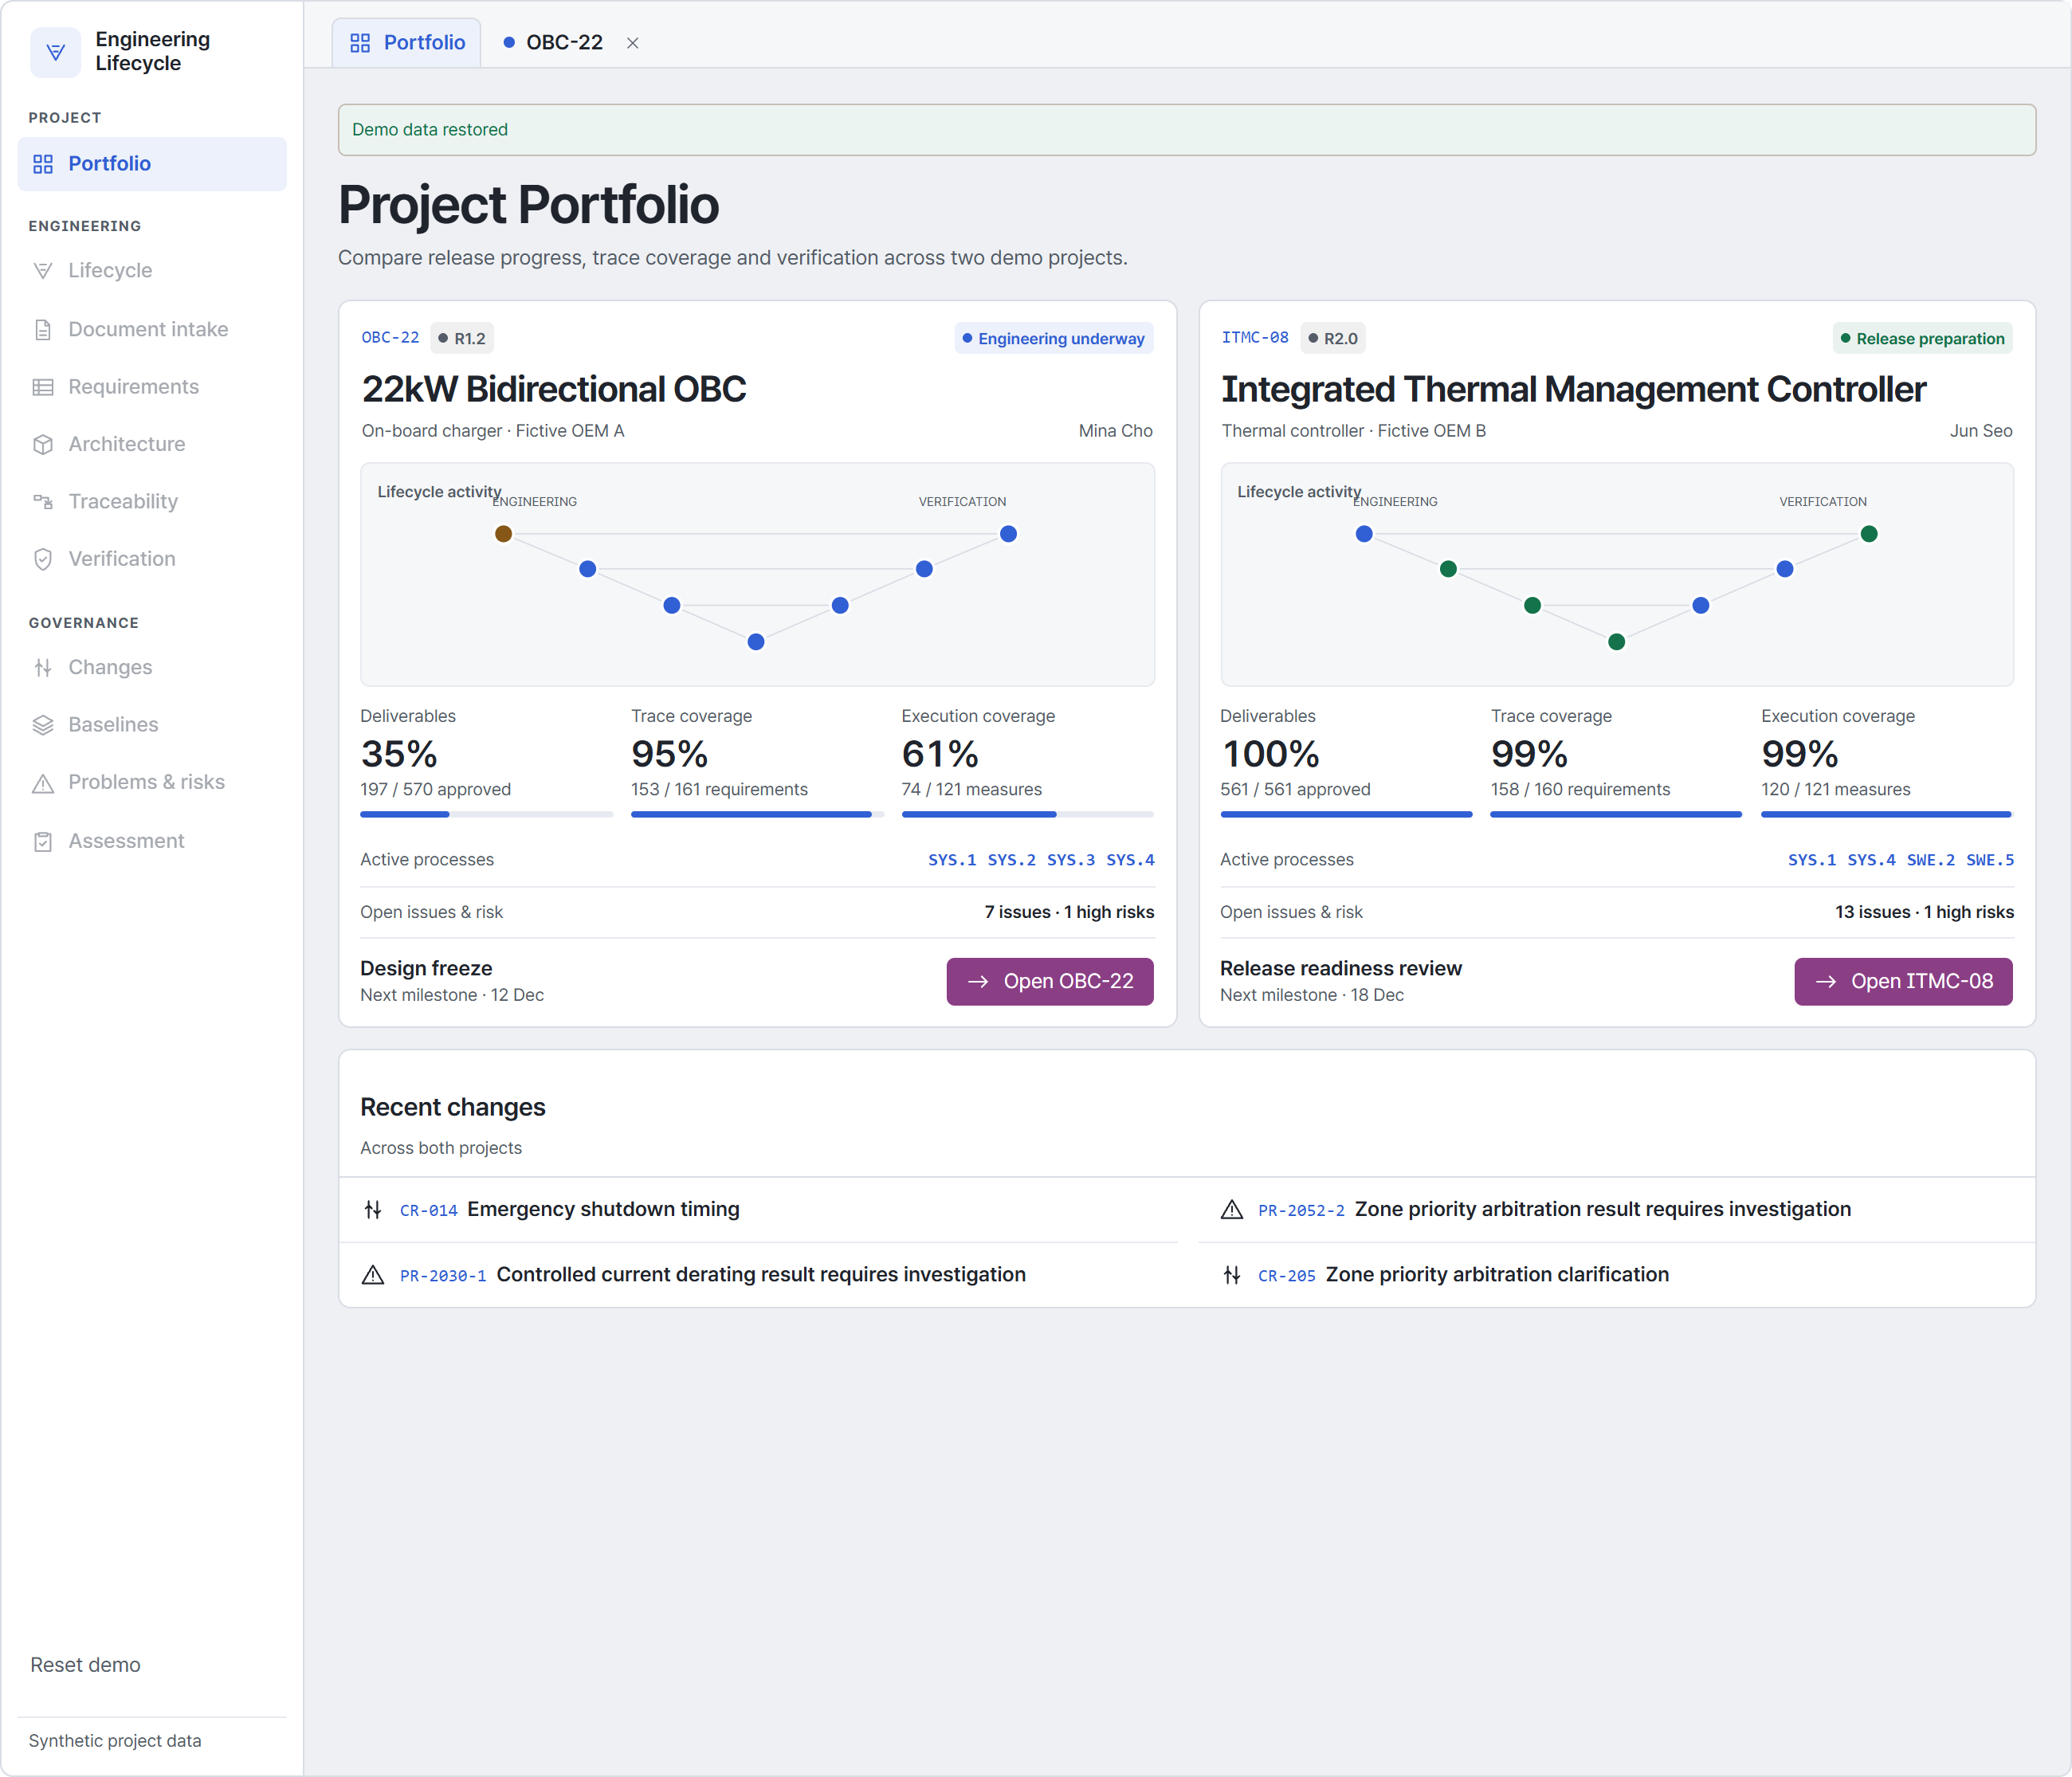 Engineering
Lifecycle
PROJECT
Portfolio
ENGINEERING
Lifecycle
Document intake
Requirements
Architecture
Traceability
Verification
GOVERNANCE
Changes
Baselines
Problems & risks
Assessment
Reset demo
Synthetic project data
Portfolio
OBC-22
Demo data restored
Project Portfolio
Compare release progress, trace coverage and verification across two demo projects.
OBC-22 R1.2 Engineering underway
22kW Bidirectional OBC
On-board charger · Fictive OEM A Mina Cho
Lifecycle activity
ENGINEERING VERIFICATION
Deliverables Trace coverage Execution coverage
35% 95% 61%
197 / 570 approved 153 / 161 requirements 74 / 121 measures
Active processes SYS.1 SYS.2 SYS.3 SYS.4
Open issues & risk 7 issues · 1 high risks
Design freeze
Next milestone · 12 Dec
Open OBC-22
ITMC-08 R2.0 Release preparation
Integrated Thermal Management Controller
Thermal controller · Fictive OEM B Jun Seo
Lifecycle activity
ENGINEERING VERIFICATION
Deliverables Trace coverage Execution coverage
100% 99% 99%
561 / 561 approved 158 / 160 requirements 120 / 121 measures
Active processes SYS.1 SYS.4 SWE.2 SWE.5
Open issues & risk 13 issues · 1 high risks
Release readiness review
Next milestone · 18 Dec
Open ITMC-08
Recent changes
Across both projects
CR-014 Emergency shutdown timing
PR-2052-2 Zone priority arbitration result requires investigation
PR-2030-1 Controlled current derating result requires investigation
CR-205 Zone priority arbitration clarification